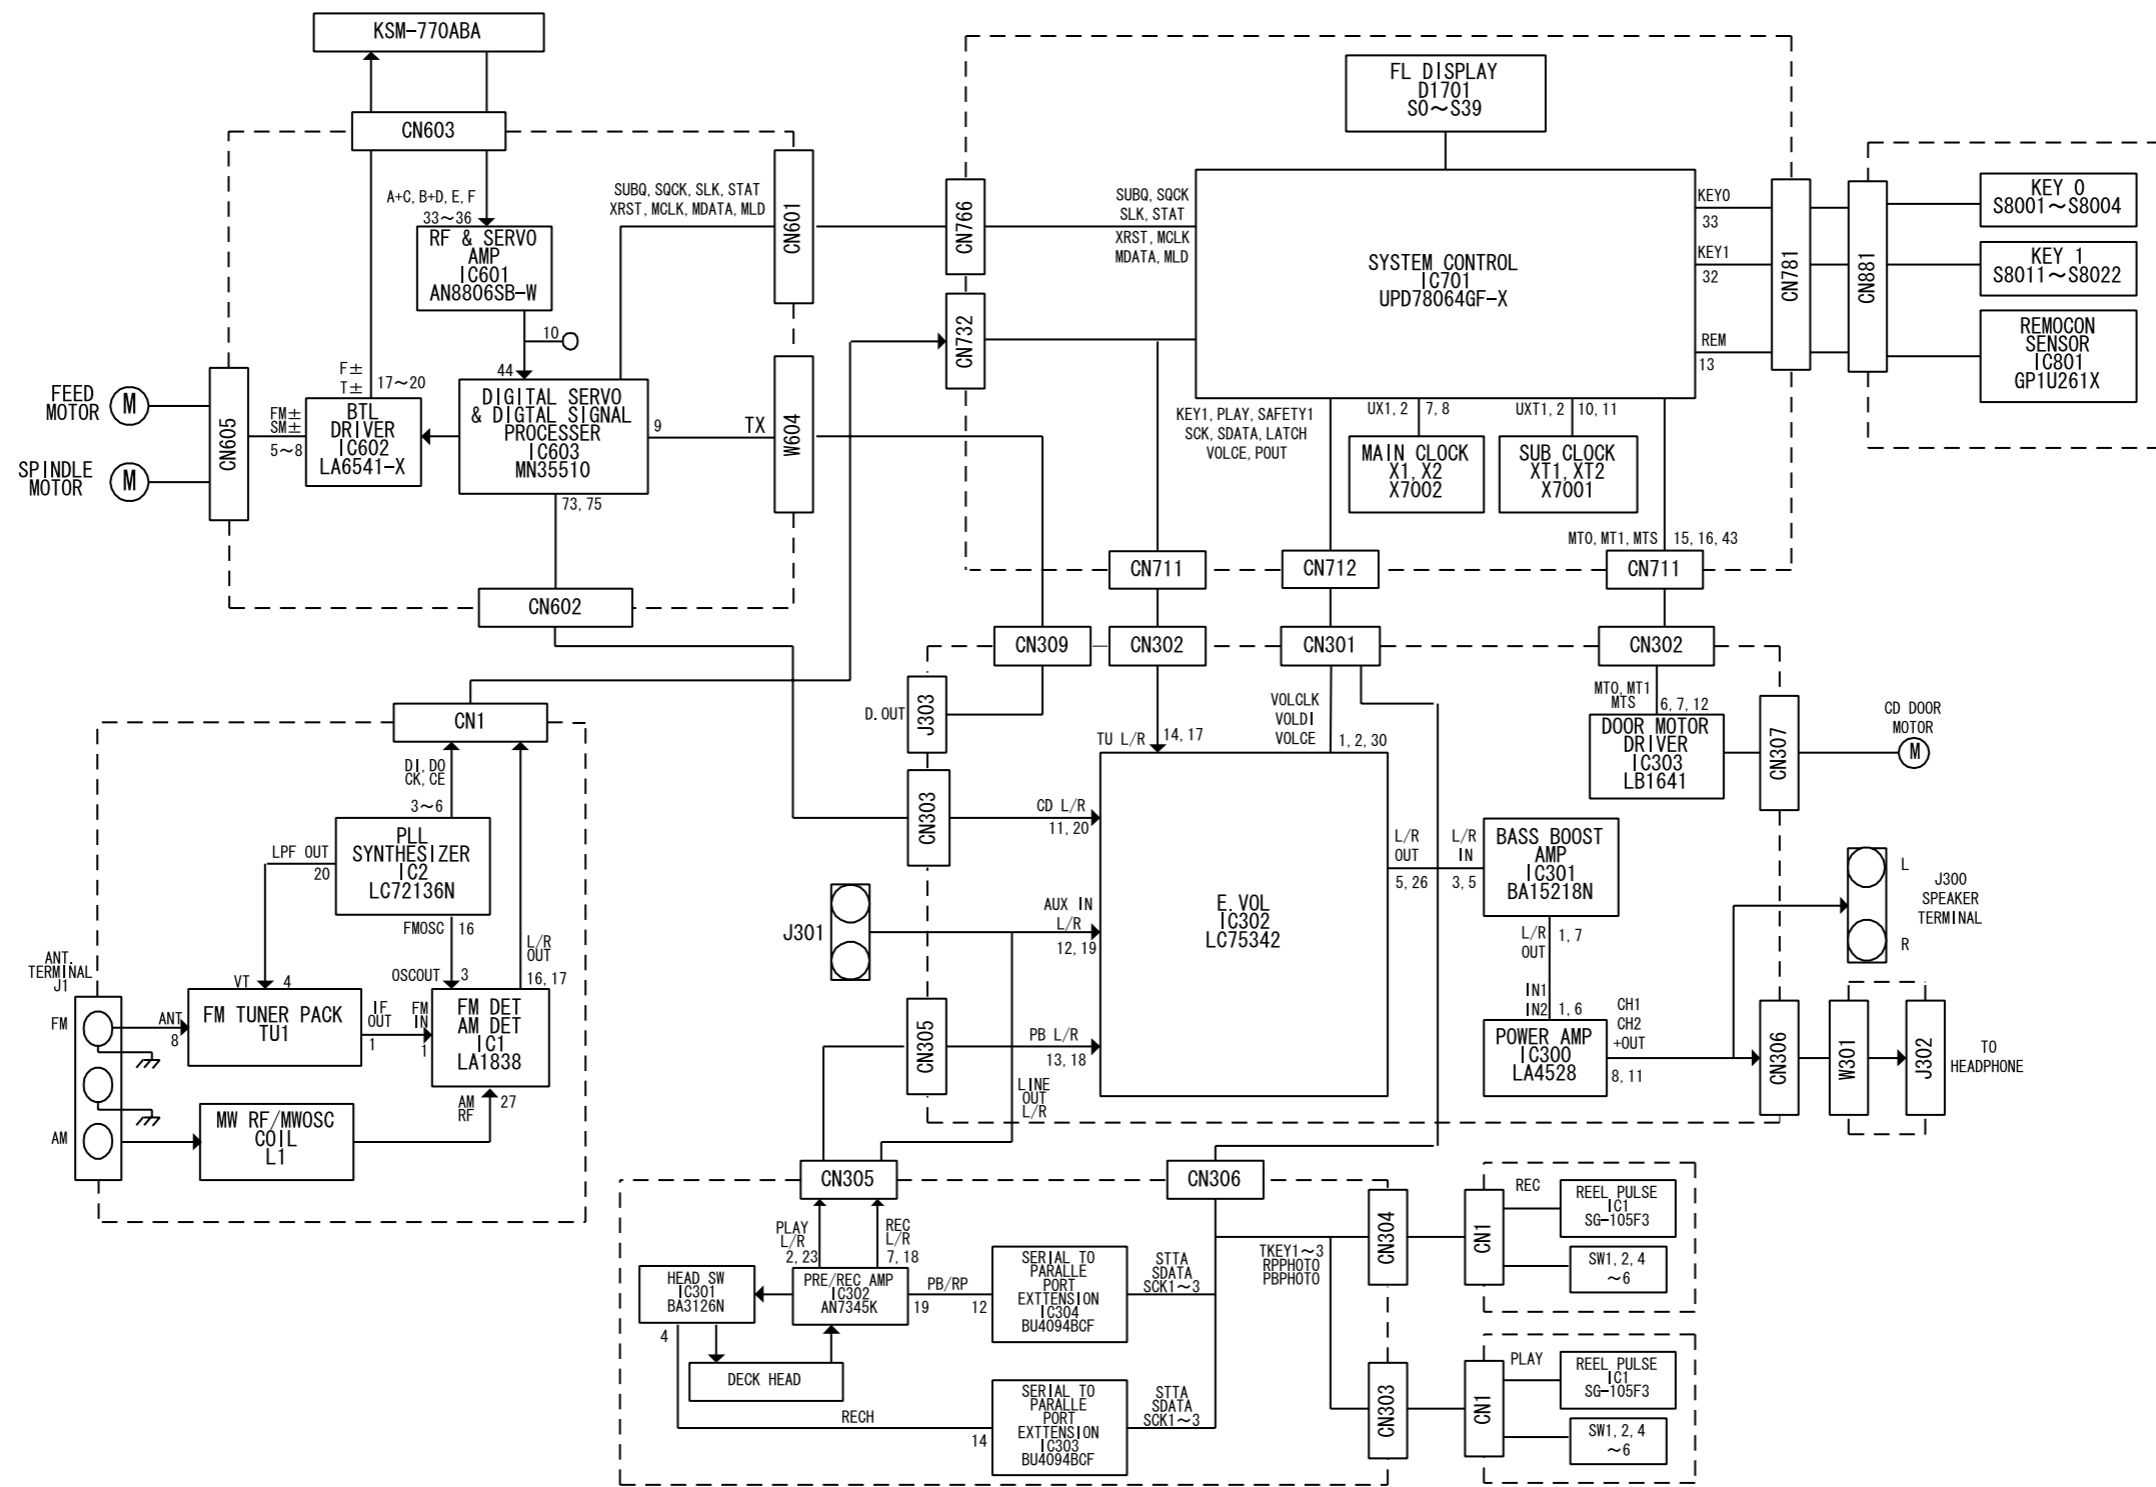 KSM-770ABA
CN603
A+C, B+D, E, F
33~36
RF & SERVO
AMP
IC601
AN8806SB-W
10
44
SUBQ, SQCK, SLK, STAT
XRST, MCLK, MDATA, MLD
CN601
F±
T±
17~20
FEED
MOTOR
M
SPINDLE
MOTOR
M
CN605
FM±
SM±
5~8
BTL
DRIVER
IC602
LA6541-X
DIGITAL SERVO
& DIGTAL SIGNAL
PROCESSER
IC603
MN35510
9
TX
W604
73, 75
CN602
FL DISPLAY
D1701
S0~S39
CN766
SUBQ, SQCK
SLK, STAT
XRST, MCLK
MDATA, MLD
CN732
SYSTEM CONTROL
IC701
UPD78064GF-X
KEY0
33
KEY1
32
REM
13
CN781
CN881
KEY 0
S8001~S8004
KEY 1
S8011~S8022
REMOCON
SENSOR
IC801
GP1U261X
KEY1, PLAY, SAFETY1
SCK, SDATA, LATCH
VOLCE, POUT
UX1, 2
7, 8
UXT1, 2
10, 11
MAIN CLOCK
X1, X2
X7002
SUB CLOCK
XT1, XT2
X7001
MT0, MT1, MTS
15, 16, 43
CN711
CN712
CN711
CN309
CN302
CN301
CN302
D. OUT
J303
TU L/R
14, 17
VOLCLK
VOLDI
VOLCE
1, 2, 30
MT0, MT1
MTS
6, 7, 12
DOOR MOTOR
DRIVER
IC303
LB1641
CN307
CD DOOR
MOTOR
M
CN1
DI, DO
CK, CE
3~6
PLL
SYNTHESIZER
IC2
LC72136N
LPF OUT
20
FMOSC
16
L/R
OUT
16, 17
OSCOUT
3
VT
4
ANT.
TERMINAL
J1
FM
AM
ANT
8
FM TUNER PACK
TU1
IF
OUT
1
FM
IN
1
FM DET
AM DET
IC1
LA1838
AM
RF
27
MW RF/MWOSC
COIL
L1
CN303
CD L/R
11, 20
J301
AUX IN
L/R
12, 19
CN305
PB L/R
13, 18
LINE
OUT
L/R
E. VOL
IC302
LC75342
L/R
OUT
5, 26
L/R
IN
3, 5
BASS BOOST
AMP
IC301
BA15218N
L/R
OUT
1, 7
IN1
IN2
1, 6
POWER AMP
IC300
LA4528
CH1
CH2
+OUT
8, 11
L
R
J300
SPEAKER
TERMINAL
CN306
W301
J302
TO
HEADPHONE
CN305
CN306
PLAY
L/R
2, 23
REC
L/R
7, 18
HEAD SW
IC301
BA3126N
4
PRE/REC AMP
IC302
AN7345K
PB/RP
19
12
SERIAL TO
PARALLE
PORT
EXTTENSION
IC304
BU4094BCF
STTA
SDATA
SCK1~3
DECK HEAD
RECH
14
SERIAL TO
PARALLE
PORT
EXTTENSION
IC303
BU4094BCF
STTA
SDATA
SCK1~3
TKEY1~3
RPPHOTO
PBPHOTO
CN304
CN303
CN1
REC
REEL PULSE
IC1
SG-105F3
SW1, 2, 4
~6
CN1
PLAY
REEL PULSE
IC1
SG-105F3
SW1, 2, 4
~6